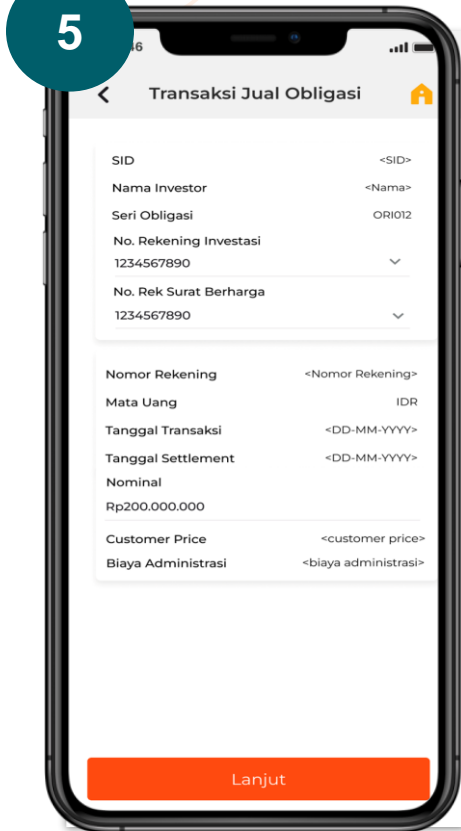 5
Transaksi Jual Obligasi
SID <SID>
Nama Investor <Nama>
Seri Obligasi ORI012
No. Rekening Investasi
1234567890
No. Rek Surat Berharga
1234567890
Nomor Rekening <Nomor Rekening>
Mata Uang IDR
Tanggal Transaksi <DD-MM-YYYY>
Tanggal Settlement <DD-MM-YYYY>
Nominal
Rp200.000.000
Customer Price <customer price>
Biaya Administrasi <biaya administrasi>
Lanjut